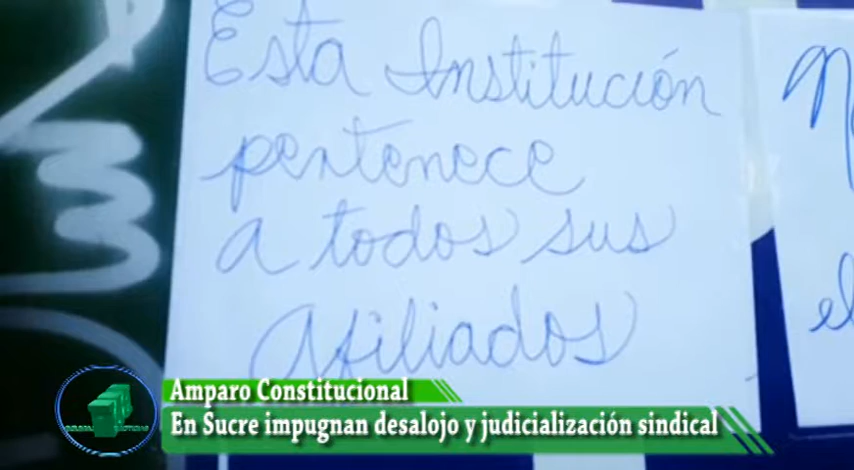 Esta Institución
pertenece
a todos sus
Afiliados
Amparo Constitucional
En Sucre impugnan desalojo y judicialización sindical